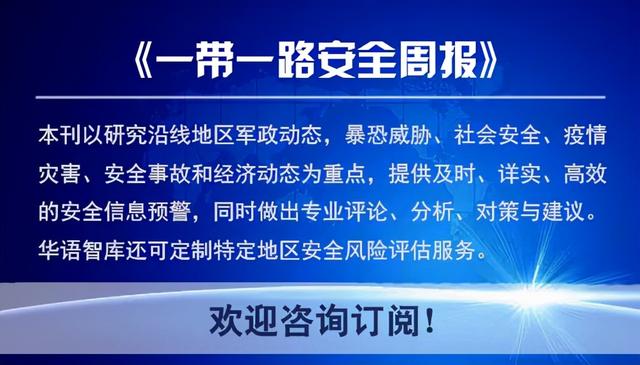 《一带一路安全周报》
本刊以研究沿线地区军政动态，暴恐威胁、社会安全、疫情
灾害、安全事故和经济动态为重点，提供及时、详实、高效
的安全信息预警，同时做出专业评论、分析、对策与建议。
华语智库还可定制特定地区安全风险评估服务。
欢迎咨询订阅！